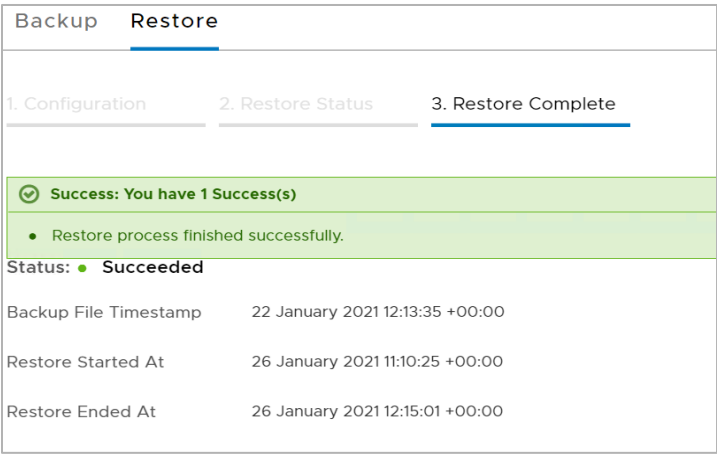 Backup Restore
1. Configuration 2. Restore Status 3. Restore Complete
Success: You have 1 Success(s)
Restore process finished successfully.
Status: Succeeded
Backup File Timestamp 22 January 2021 12:13:35 +00:00
Restore Started At 26 January 2021 11:10:25 +00:00
Restore Ended At 26 January 2021 12:15:01 +00:00